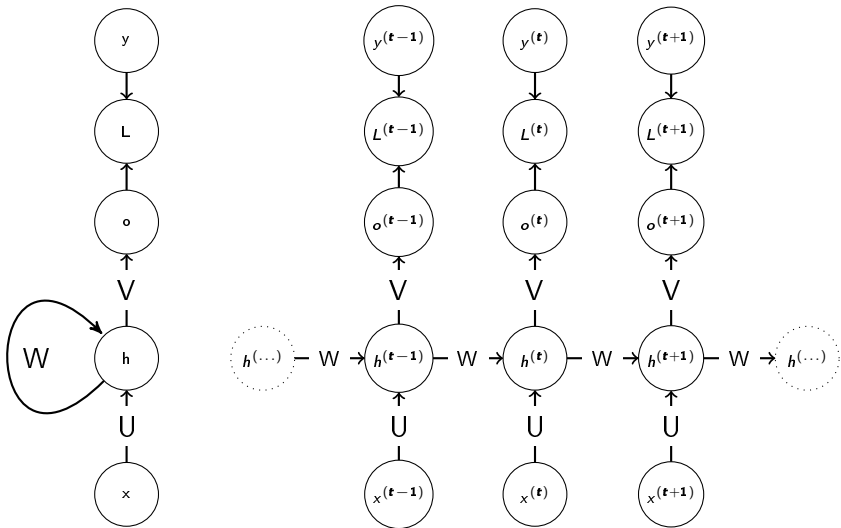 y y^(t−1) y^(t) y^(t+1)
L L^(t−1) L^(t) L^(t+1)
o o^(t−1) o^(t) o^(t+1)
V V V V
W h h^(...) W h^(t−1) W h^(t) W h^(t+1) W h^(...)
U U U U
x x^(t−1) x^(t) x^(t+1)